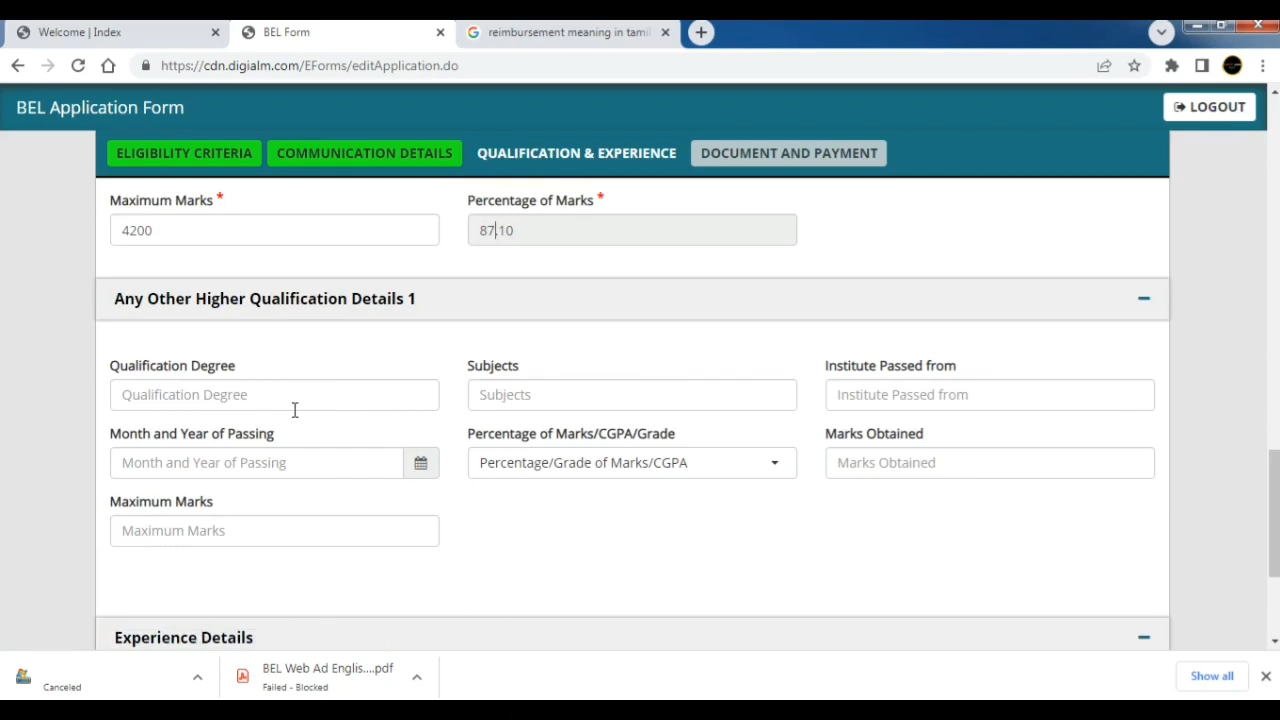 Welcome | Index
BEL Form
reimbursement meaning in tamil
https://cdn.digialm.com/EForms/editApplication.do
BEL Application Form
LOGOUT
ELIGIBILITY CRITERIA
COMMUNICATION DETAILS
QUALIFICATION & EXPERIENCE
DOCUMENT AND PAYMENT
Maximum Marks *
Percentage of Marks *
4200
87.10
Any Other Higher Qualification Details 1
Qualification Degree
Subjects
Institute Passed from
Qualification Degree
Subjects
Institute Passed from
Month and Year of Passing
Percentage of Marks/CGPA/Grade
Marks Obtained
Month and Year of Passing
Percentage/Grade of Marks/CGPA
Marks Obtained
Maximum Marks
Maximum Marks
Experience Details
Canceled
BEL Web Ad Englis....pdf
Failed - Blocked
Show all